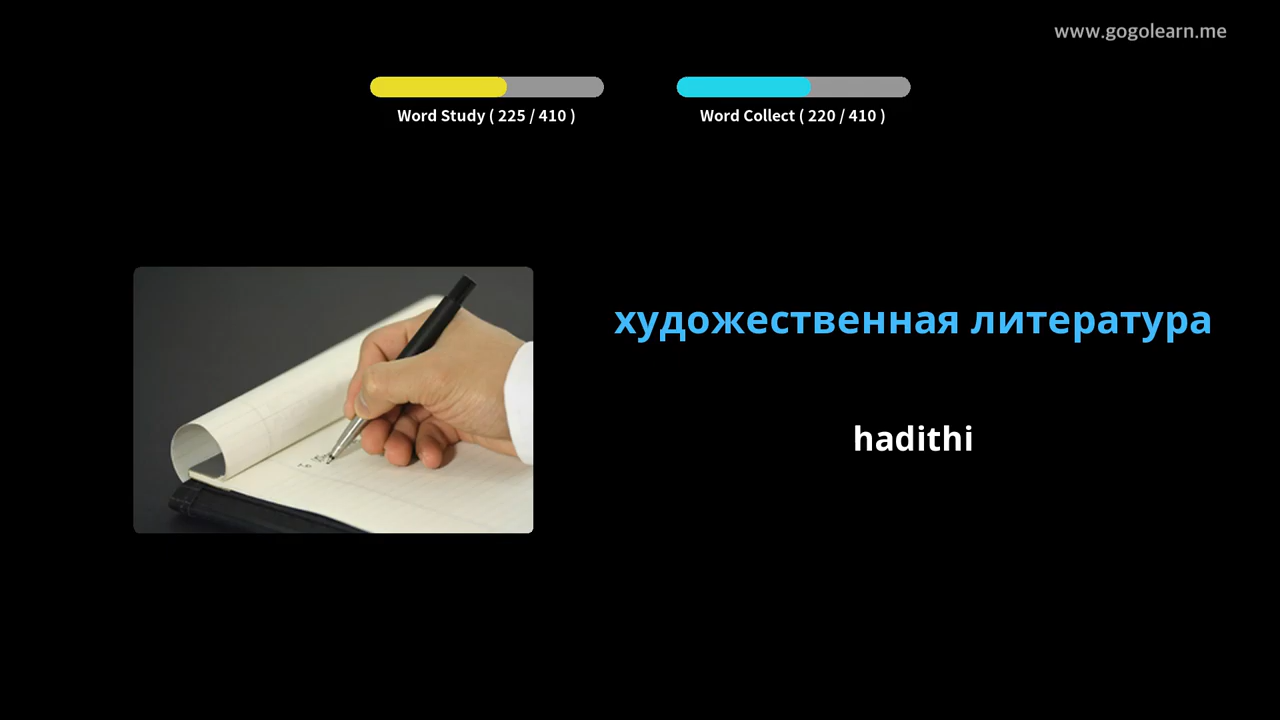 www.gogolearn.me
Word Study ( 225 / 410 )
Word Collect ( 220 / 410 )
художественная литература
hadithi